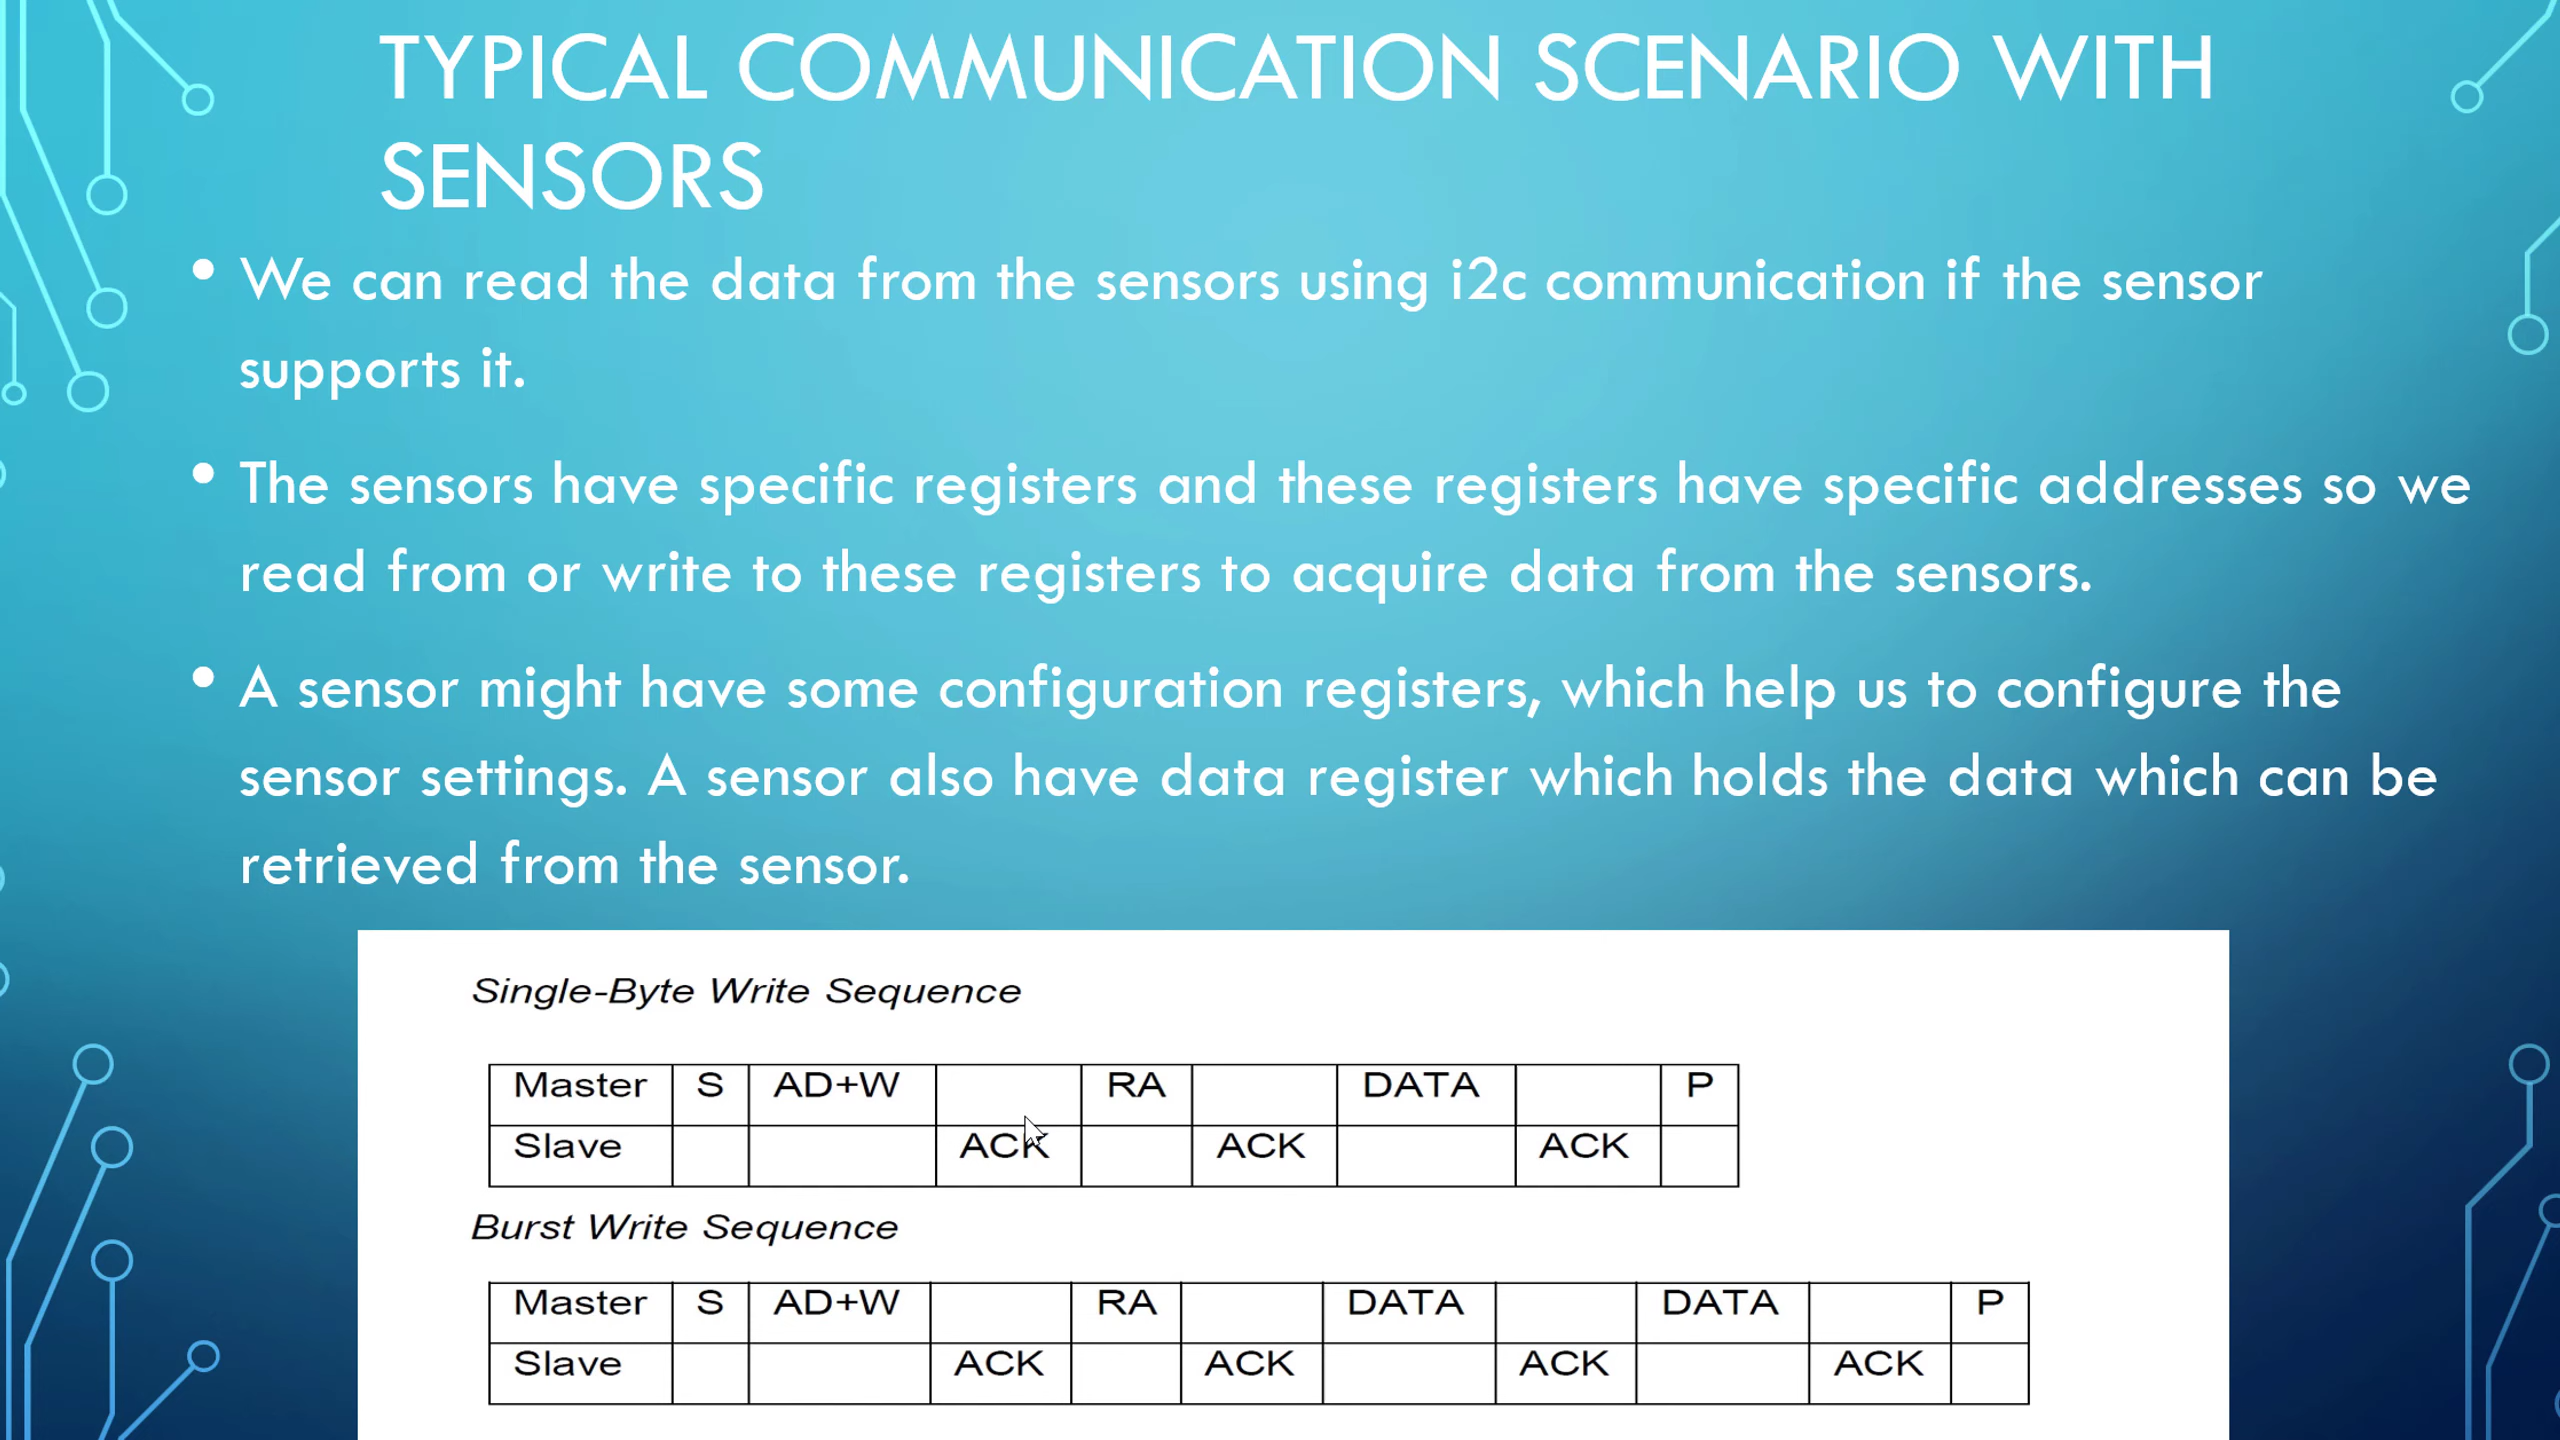 TYPICAL COMMUNICATION SCENARIO WITH
SENSORS
• We can read the data from the sensors using i2c communication if the sensor
supports it.
• The sensors have specific registers and these registers have specific addresses so we
read from or write to these registers to acquire data from the sensors.
• A sensor might have some configuration registers, which help us to configure the
sensor settings. A sensor also have data register which holds the data which can be
retrieved from the sensor.
Single-Byte Write Sequence
Master S AD+W RA DATA P
Slave ACK ACK ACK
Burst Write Sequence
Master S AD+W RA DATA DATA P
Slave ACK ACK ACK ACK